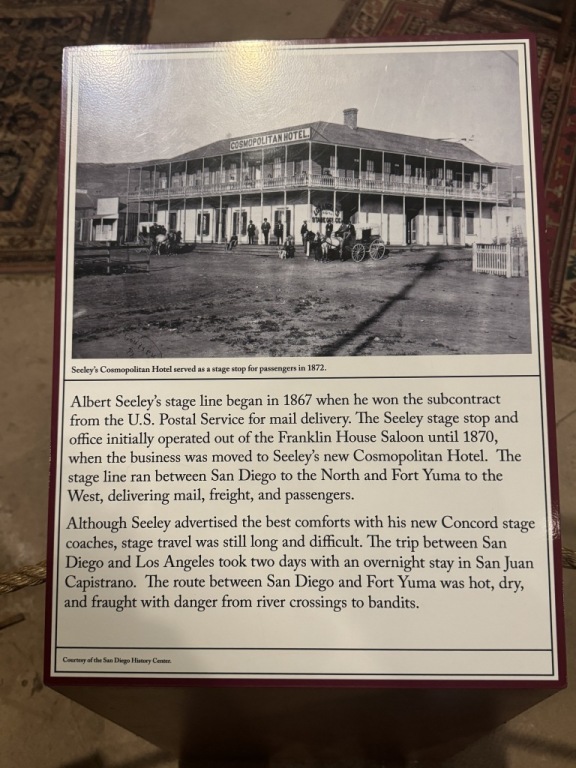 COSMOPOLITAN HOTEL.
Seeley's Cosmopolitan Hotel served as a stage stop for passengers in 1872.
Albert Seeley's stage line began in 1867 when he won the subcontract
from the U.S. Postal Service for mail delivery. The Seeley stage stop and
office initially operated out of the Franklin House Saloon until 1870,
when the business was moved to Seeley's new Cosmopolitan Hotel. The
stage line ran between San Diego to the North and Fort Yuma to the
West, delivering mail, freight, and passengers.
Although Seeley advertised the best comforts with his new Concord stage
coaches, stage travel was still long and difficult. The trip between San
Diego and Los Angeles took two days with an overnight stay in San Juan
Capistrano. The route between San Diego and Fort Yuma was hot, dry,
and fraught with danger from river crossings to bandits.
Courtesy of the San Diego History Center.